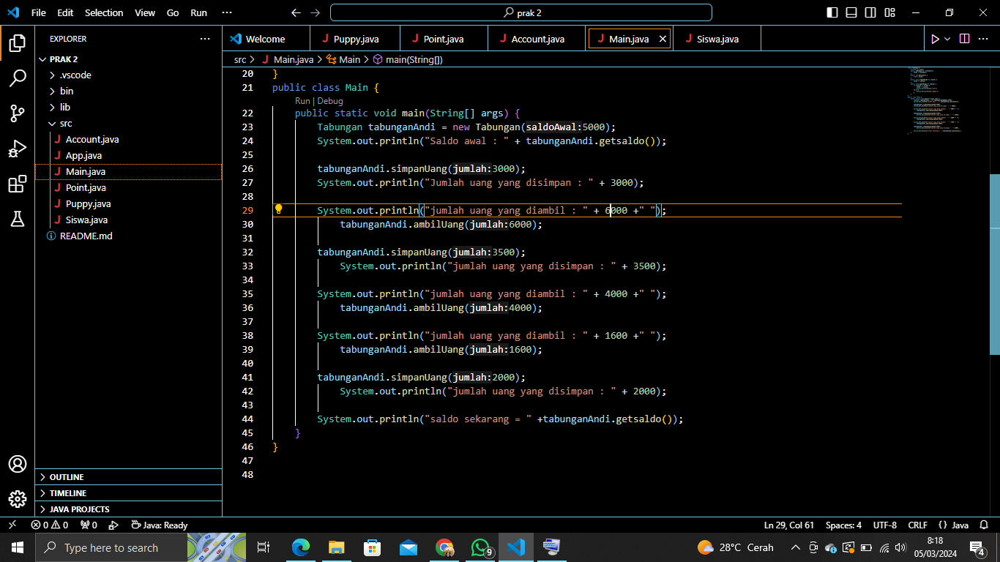 File Edit Selection View Go Run ··· prak 2
EXPLORER ···
Welcome Puppy.java Point.java Account.java Main.java Siswa.java ···
PRAK 2
.vscode
bin
lib
src
Account.java
App.java
Main.java
Point.java
Puppy.java
Siswa.java
README.md
OUTLINE
TIMELINE
JAVA PROJECTS
src > Main.java > Main > main(String[])
20 }
21 public class Main {
Run | Debug
22 public static void main(String[] args) {
23 Tabungan tabunganAndi = new Tabungan(saldoAwal:5000);
24 System.out.println("Saldo awal : " + tabunganAndi.getsaldo());
25
26 tabunganAndi.simpanUang(jumlah:3000);
27 System.out.println("Jumlah uang yang disimpan : " + 3000);
28
29 System.out.println("jumlah uang yang diambil : " + 6000 +" ");
30 tabunganAndi.ambilUang(jumlah:6000);
31
32 tabunganAndi.simpanUang(jumlah:3500);
33 System.out.println("jumlah uang yang disimpan : " + 3500);
34
35 System.out.println("jumlah uang yang diambil : " + 4000 +" ");
36 tabunganAndi.ambilUang(jumlah:4000);
37
38 System.out.println("jumlah uang yang diambil : " + 1600 +" ");
39 tabunganAndi.ambilUang(jumlah:1600);
40
41 tabunganAndi.simpanUang(jumlah:2000);
42 System.out.println("jumlah uang yang disimpan : " + 2000);
43
44 System.out.println("saldo sekarang = " +tabunganAndi.getsaldo());
45 }
46 }
47
48
0 0 0 Java: Ready Ln 29, Col 61 Spaces: 4 UTF-8 CRLF {} Java
Type here to search 9 28°C Cerah 8:18
05/03/2024 4